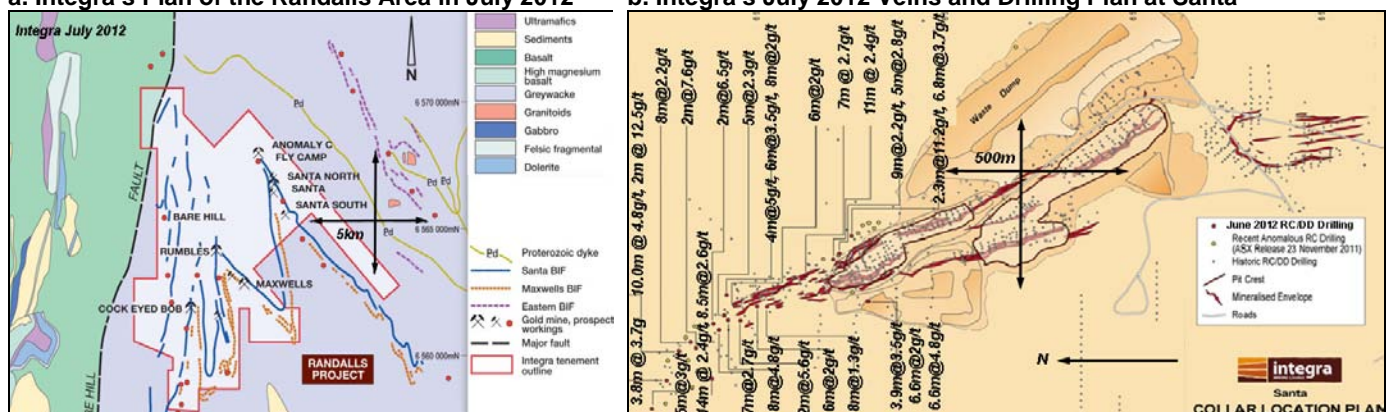 a. Integra's Plan of the Randalls Area in July 2012
b. Integra's July 2012 Veins and Drilling Plan at Santa
Integra July 2012
N
Pd
6 570 000mN
ANOMALY C
FLY CAMP
SANTA NORTH
SANTA
SANTA SOUTH
Pd
Pd
Pd
6 565 000mN
5km
FAULT
BARE HILL
RUMBLES
MAXWELLS
COCK EYED BOB
RANDALLS
PROJECT
6 560 000mN
HILL
Ultramafics
Sediments
Basalt
High magnesium
basalt
Greywacke
Granitoids
Gabbro
Felsic fragmental
Dolerite
Pd
Proterozoic dyke
Santa BIF
Maxwells BIF
Eastern BIF
Gold mine, prospect
workings
Major fault
Integra tenement
outline
3.8m @ 3.7g
10.0m @ 4.8g/t, 2m @ 12.5g/t
8m@2.2g/t
2m@7.6g/t
14m @ 2.4g/t, 8.5m@2.6g/t
2m@6.5g/t
5m@2.3g/t
4m@5g/t, 6m@3.5g/t, 8m@2g/t
6m@2g/t
7m @ 2.7g/t
11m @ 2.4g/t
9m@2.2g/t, 5m@2.8g/t
2.3m@11.2g/t, 6.8m@3.7g/t
7m@2.7g/t
8m@4.8g/t
2m@5.6g/t
6m@2g/t
8m@1.3g/t
3.9m@3.5g/t
6.6m@2g/t
6.6m@4.8g/t
Waste Dump
500m
N
June 2012 RC/DD Drilling
Recent Anomalous RC Drilling
(ASX Release 23 November 2011)
Historic RC/DD Drilling
Pit Crest
Mineralised Envelope
Roads
integra
Santa
COLLAR LOCATION PLAN